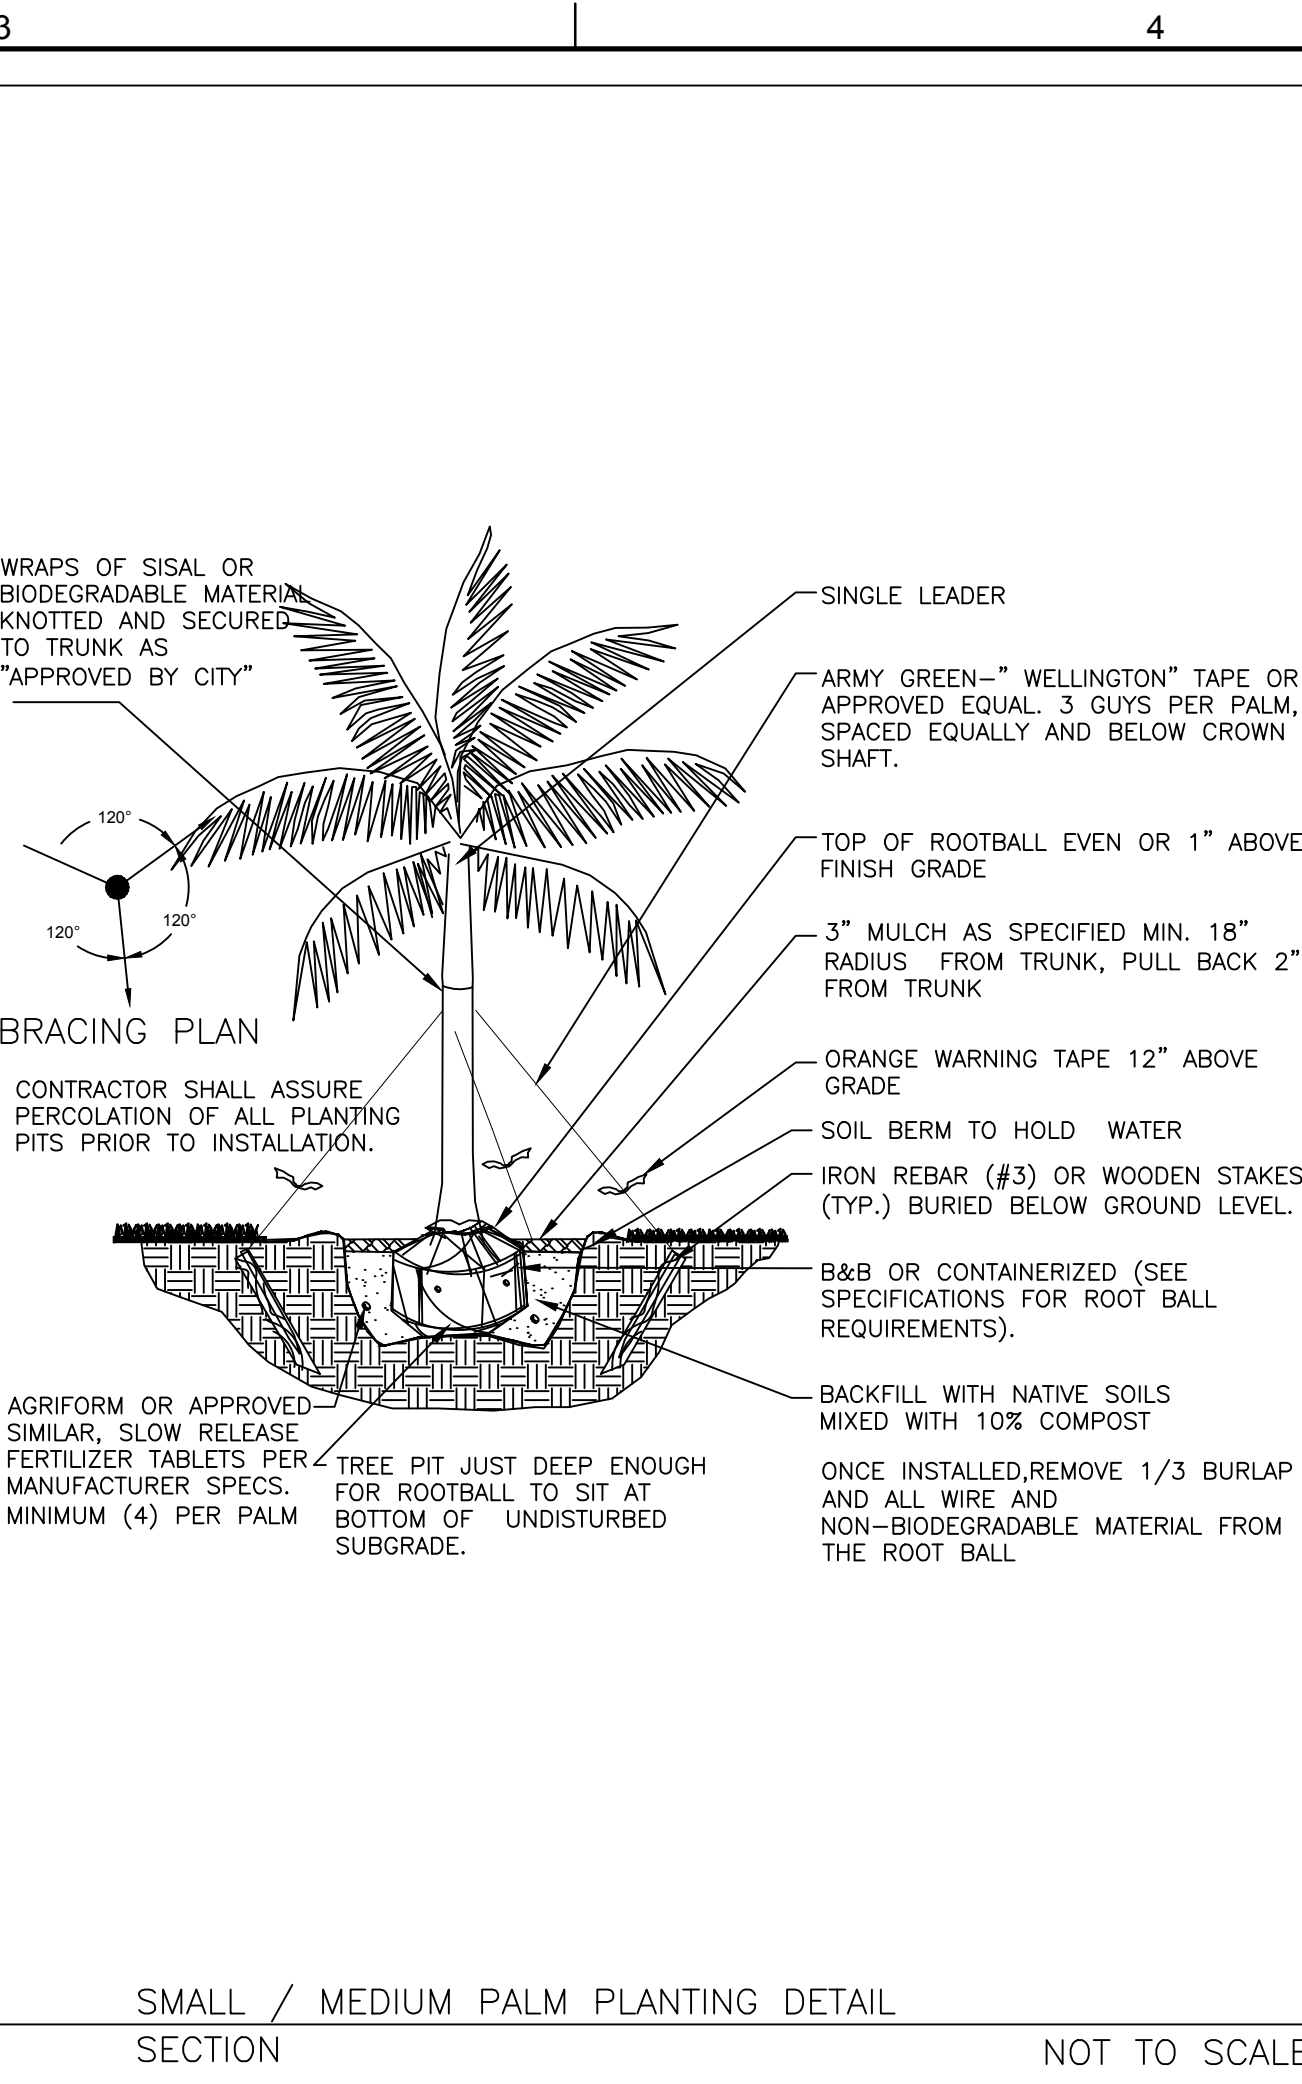 3
4
WRAPS OF SISAL OR
BIODEGRADABLE MATERIAL
KNOTTED AND SECURED
TO TRUNK AS
"APPROVED BY CITY"
120°
120°
120°
BRACING PLAN
CONTRACTOR SHALL ASSURE
PERCOLATION OF ALL PLANTING
PITS PRIOR TO INSTALLATION.
SINGLE LEADER
ARMY GREEN-" WELLINGTON" TAPE OR
APPROVED EQUAL. 3 GUYS PER PALM,
SPACED EQUALLY AND BELOW CROWN
SHAFT.
TOP OF ROOTBALL EVEN OR 1" ABOVE
FINISH GRADE
3" MULCH AS SPECIFIED MIN. 18"
RADIUS FROM TRUNK, PULL BACK 2"
FROM TRUNK
ORANGE WARNING TAPE 12" ABOVE
GRADE
SOIL BERM TO HOLD WATER
IRON REBAR (#3) OR WOODEN STAKES
(TYP.) BURIED BELOW GROUND LEVEL.
B&B OR CONTAINERIZED (SEE
SPECIFICATIONS FOR ROOT BALL
REQUIREMENTS).
BACKFILL WITH NATIVE SOILS
MIXED WITH 10% COMPOST
ONCE INSTALLED,REMOVE 1/3 BURLAP
AND ALL WIRE AND
NON-BIODEGRADABLE MATERIAL FROM
THE ROOT BALL
AGRIFORM OR APPROVED
SIMILAR, SLOW RELEASE
FERTILIZER TABLETS PER
MANUFACTURER SPECS.
MINIMUM (4) PER PALM
TREE PIT JUST DEEP ENOUGH
FOR ROOTBALL TO SIT AT
BOTTOM OF UNDISTURBED
SUBGRADE.
SMALL / MEDIUM PALM PLANTING DETAIL
SECTION
NOT TO SCALE